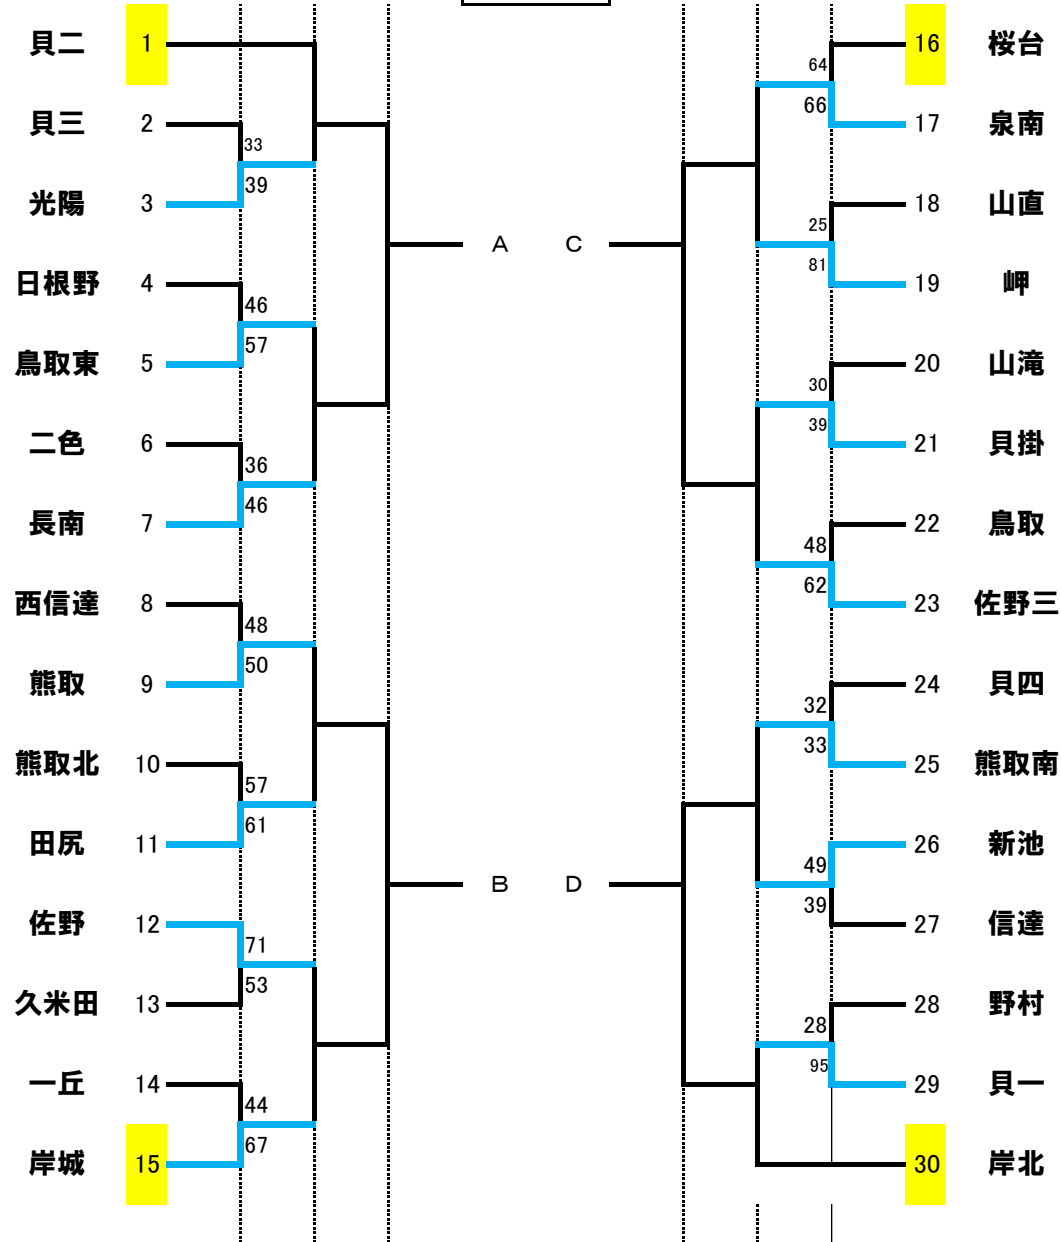 貝二 1
貝三 2
33
39
光陽 3
日根野 4
46
57
鳥取東 5
二色 6
36
46
長南 7
西信達 8
48
50
熊取 9
熊取北 10
57
61
田尻 11
佐野 12
71
53
久米田 13
一丘 14
44
67
岸城 15
A
B
C
D
16 桜台
64
66
17 泉南
18 山直
25
81
19 岬
20 山滝
30
39
21 貝掛
22 鳥取
48
62
23 佐野三
24 貝四
32
33
25 熊取南
26 新池
49
39
27 信達
28 野村
28
95
29 貝一
30 岸北